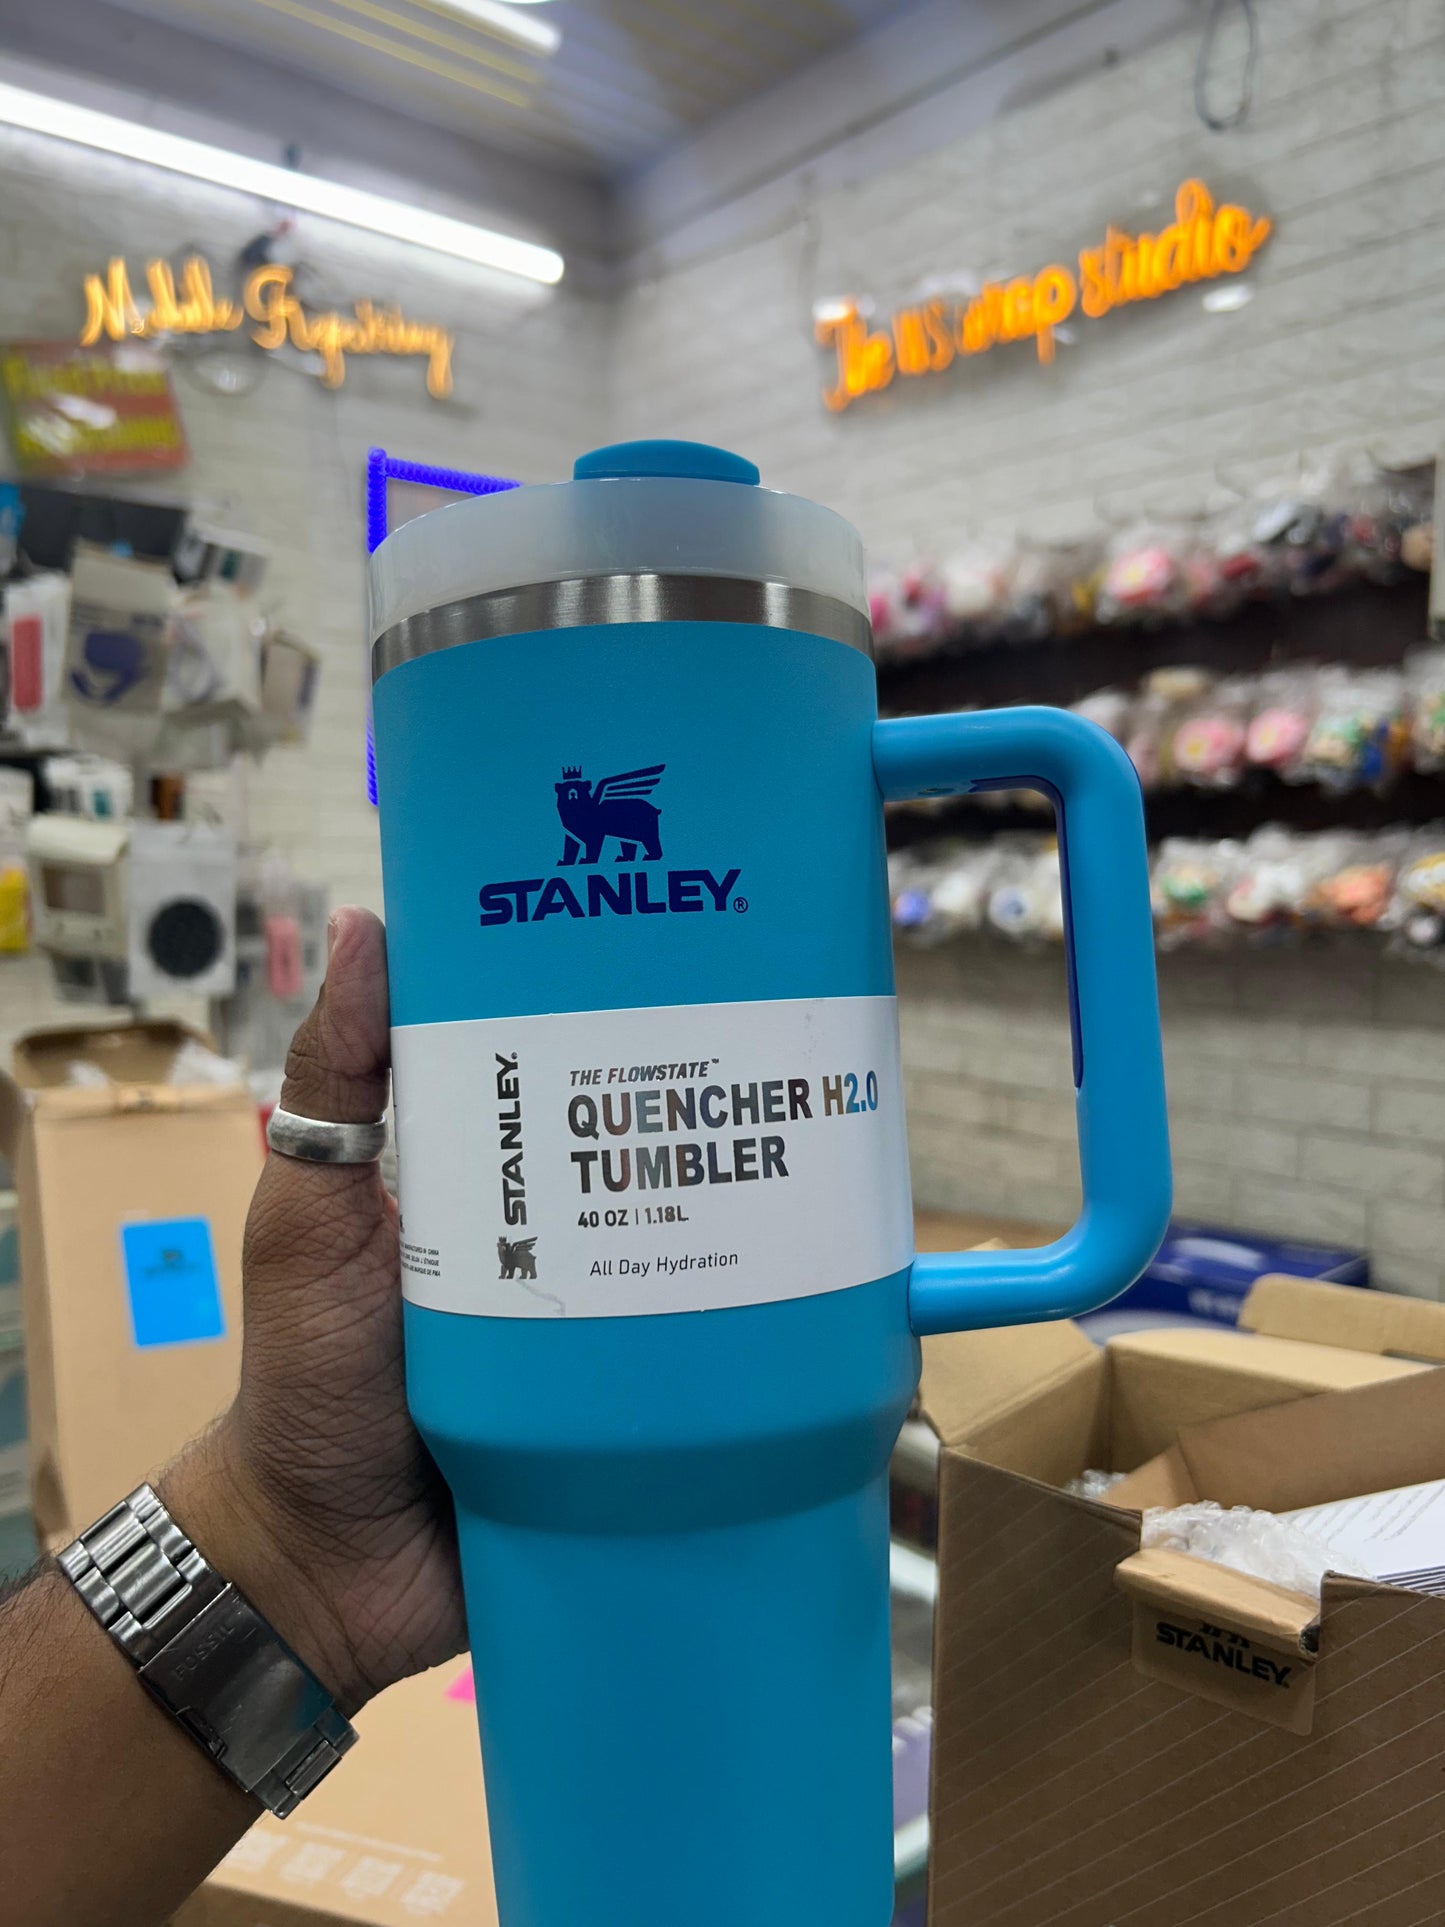 The WS wrap studio
STANLEY®
STANLEY®
THE FLOWSTATE™
QUENCHER H2.0
TUMBLER
40 OZ | 1.18L
All Day Hydration
FOSSIL
STANLEY